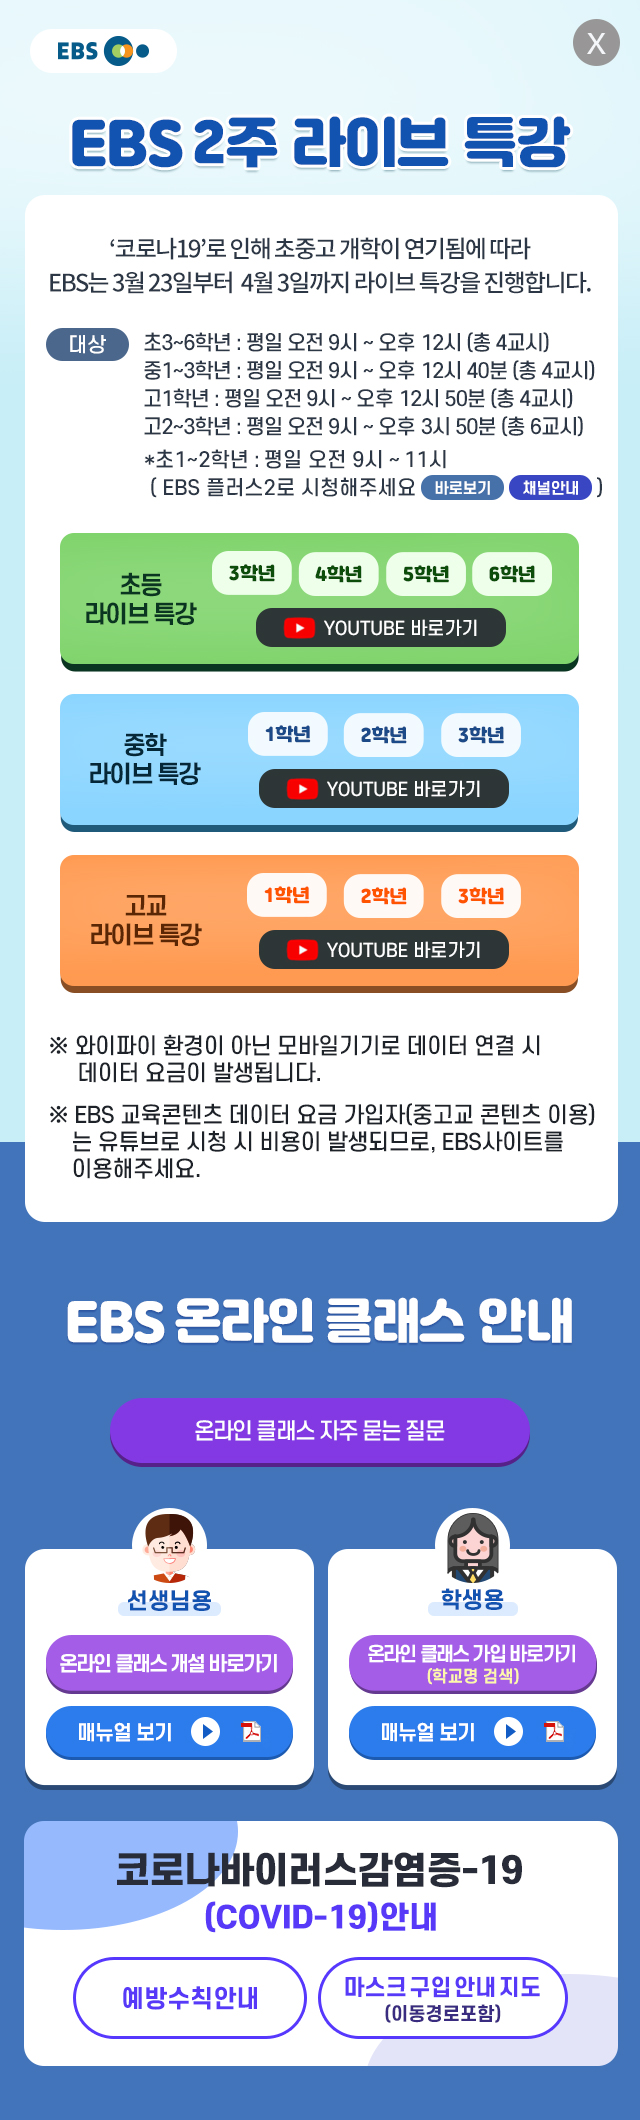 EBS
X
EBS 2주 라이브 특강
‘코로나19’로 인해 초중고 개학이 연기됨에 따라
EBS는 3월 23일부터 4월 3일까지 라이브 특강을 진행합니다.
대상
초3~6학년 : 평일 오전 9시 ~ 오후 12시 (총 4교시)
중1~3학년 : 평일 오전 9시 ~ 오후 12시 40분 (총 4교시)
고1학년 : 평일 오전 9시 ~ 오후 12시 50분 (총 4교시)
고2~3학년 : 평일 오전 9시 ~ 오후 3시 50분 (총 6교시)
*초1~2학년 : 평일 오전 9시 ~ 11시
( EBS 플러스2로 시청해주세요 바로보기 채널안내 )
초등
라이브 특강
3학년 4학년 5학년 6학년
YOUTUBE 바로가기
중학
라이브 특강
1학년 2학년 3학년
YOUTUBE 바로가기
고교
라이브 특강
1학년 2학년 3학년
YOUTUBE 바로가기
※ 와이파이 환경이 아닌 모바일기기로 데이터 연결 시
데이터 요금이 발생됩니다.
※ EBS 교육콘텐츠 데이터 요금 가입자(중고교 콘텐츠 이용)
는 유튜브로 시청 시 비용이 발생되므로, EBS사이트를
이용해주세요.
EBS 온라인 클래스 안내
온라인 클래스 자주 묻는 질문
선생님용
온라인 클래스 개설 바로가기
매뉴얼 보기
학생용
온라인 클래스 가입 바로가기
(학교명 검색)
매뉴얼 보기
코로나바이러스감염증-19
(COVID-19)안내
예방수칙안내
마스크 구입 안내 지도
(이동경로포함)